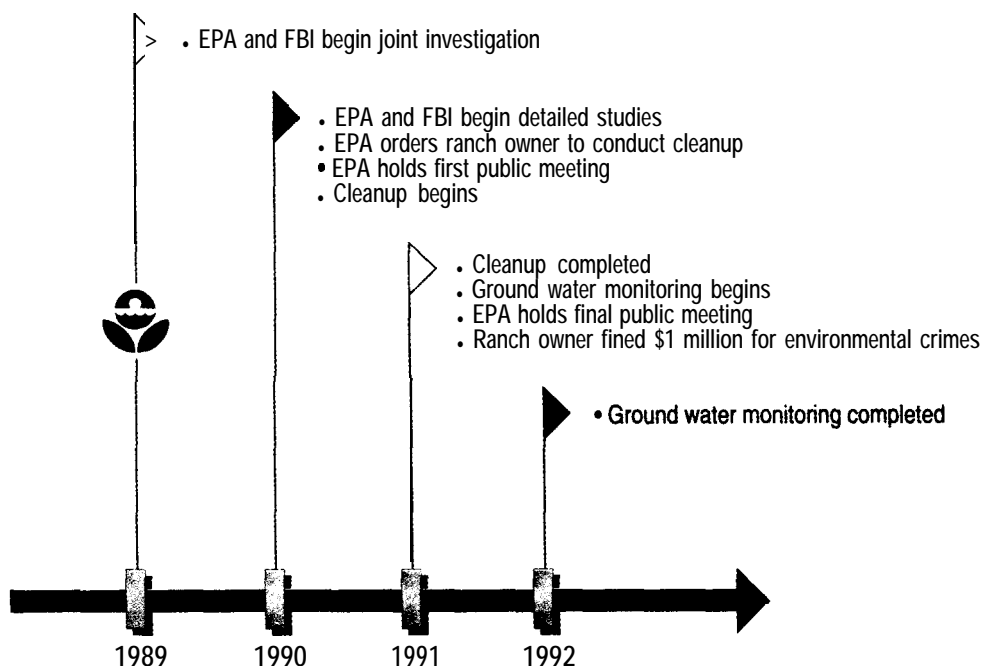 • EPA and FBI begin joint investigation
• EPA and FBI begin detailed studies
• EPA orders ranch owner to conduct cleanup
• EPA holds first public meeting
• Cleanup begins
• Cleanup completed
• Ground water monitoring begins
• EPA holds final public meeting
• Ranch owner fined $1 million for environmental crimes
• Ground water monitoring completed
1989 1990 1991 1992